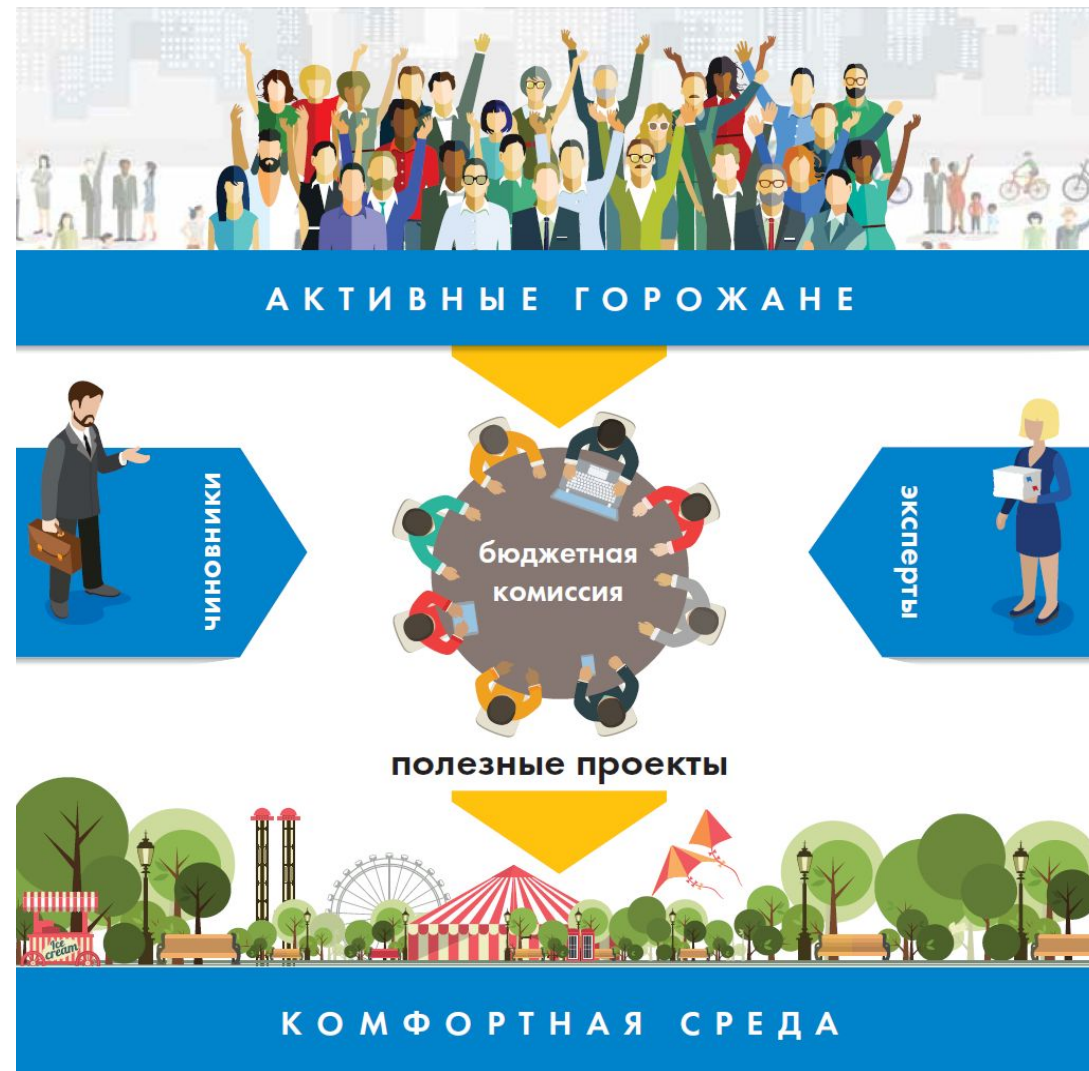 АКТИВНЫЕ ГОРОЖАНЕ
чиновники
бюджетная
комиссия
эксперты
полезные проекты
Ice
cream
КОМФОРТНАЯ СРЕДА